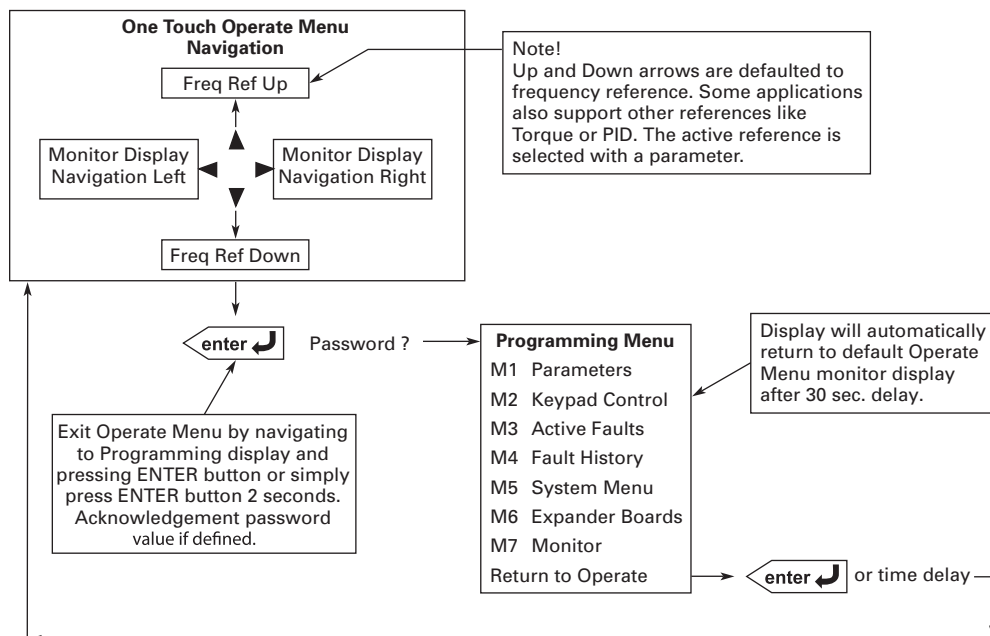 One Touch Operate Menu
Navigation
Freq Ref Up
Monitor Display
Navigation Left
Monitor Display
Navigation Right
Freq Ref Down
Note!
Up and Down arrows are defaulted to
frequency reference. Some applications
also support other references like
Torque or PID. The active reference is
selected with a parameter.
enter
Password ?
Exit Operate Menu by navigating
to Programming display and
pressing ENTER button or simply
press ENTER button 2 seconds.
Acknowledgement password
value if defined.
Programming Menu
M1 Parameters
M2 Keypad Control
M3 Active Faults
M4 Fault History
M5 System Menu
M6 Expander Boards
M7 Monitor
Return to Operate
Display will automatically
return to default Operate
Menu monitor display
after 30 sec. delay.
enter
or time delay